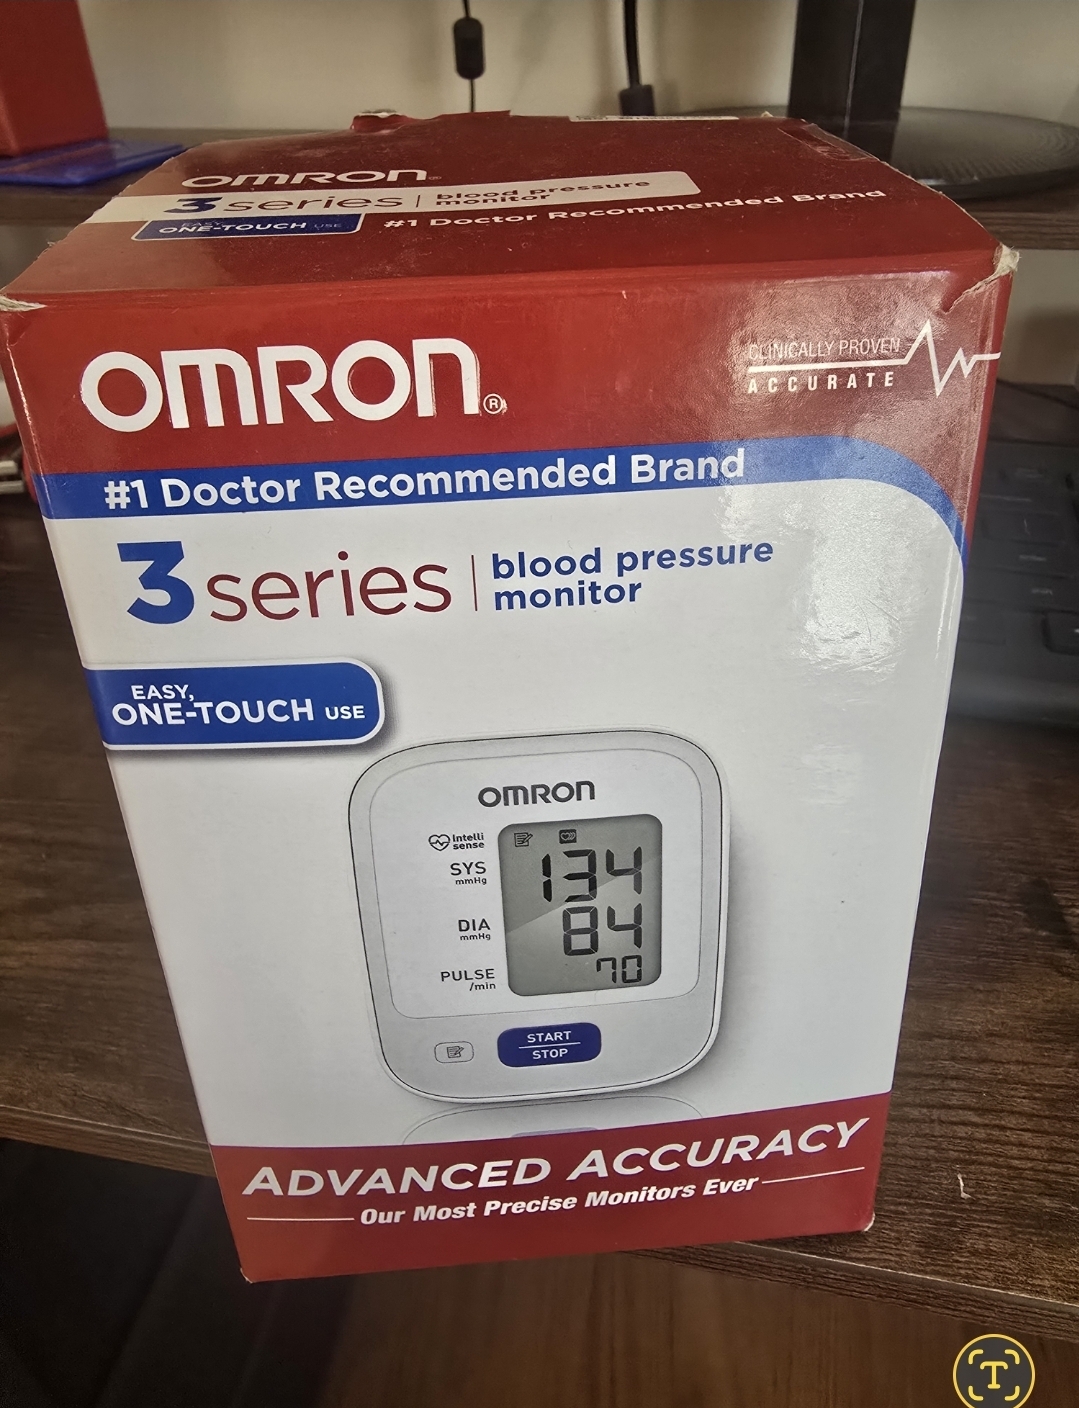 OMRON
3 series | blood pressure
monitor
ONE-TOUCH USE
#1 Doctor Recommended Brand
OMRON®
CLINICALLY PROVEN
ACCURATE
#1 Doctor Recommended Brand
3 series | blood pressure
monitor
EASY,
ONE-TOUCH USE
OMRON
intelli
sense
SYS
mmHg
134
DIA
mmHg
84
PULSE
/min
70
START
STOP
ADVANCED ACCURACY
Our Most Precise Monitors Ever
T